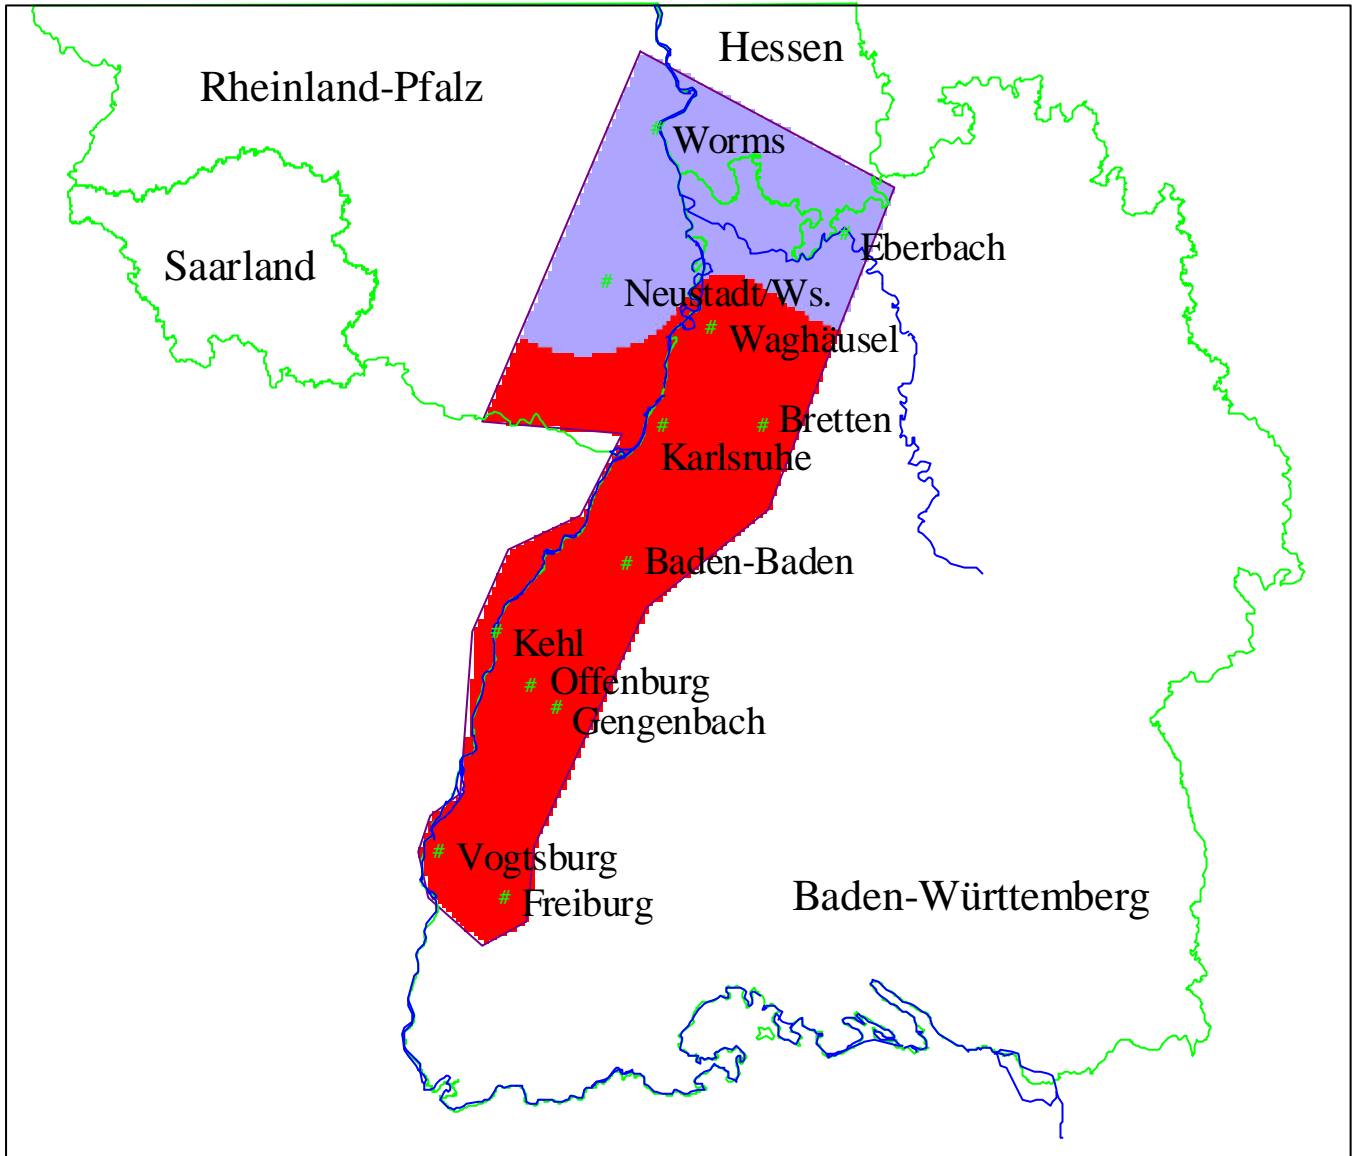 Hessen
Rheinland-Pfalz
# Worms
# Eberbach
Saarland
# Neustadt/Ws.
# Waghäusel
# Bretten
# Karlsruhe
# Baden-Baden
# Kehl
# Offenburg
# Gengenbach
# Vogtsburg
# Freiburg
Baden-Württemberg